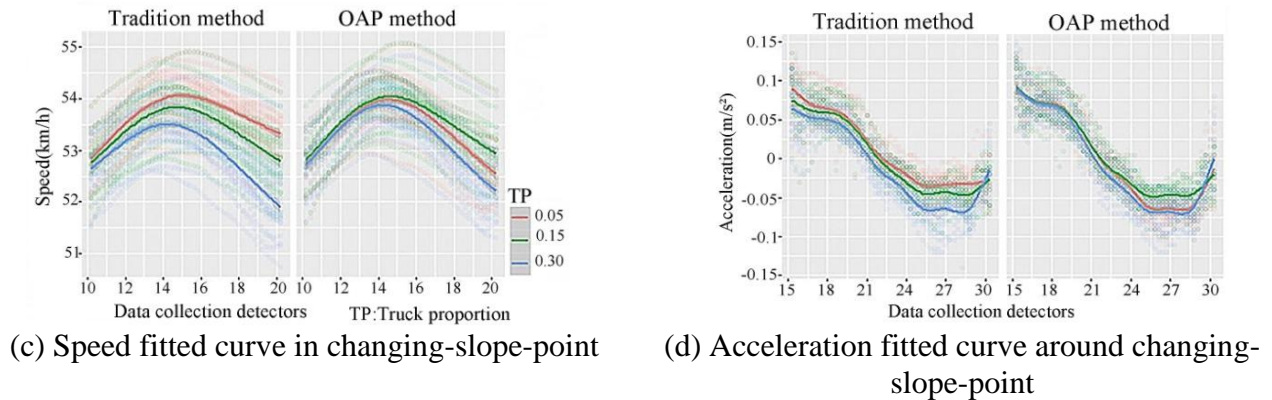 Tradition method OAP method
55
54
53
52
51
Speed(km/h)
10 12 14 16 18 20 10 12 14 16 18 20
Data collection detectors TP:Truck proportion
TP
0.05
0.15
0.30
(c) Speed fitted curve in changing-slope-point
Tradition method OAP method
0.15
0.1
0.05
0
-0.05
-0.1
-0.15
Acceleration(m/s²)
15 18 21 24 27 30 15 18 21 24 27 30
Data collection detectors
(d) Acceleration fitted curve around changing-
slope-point